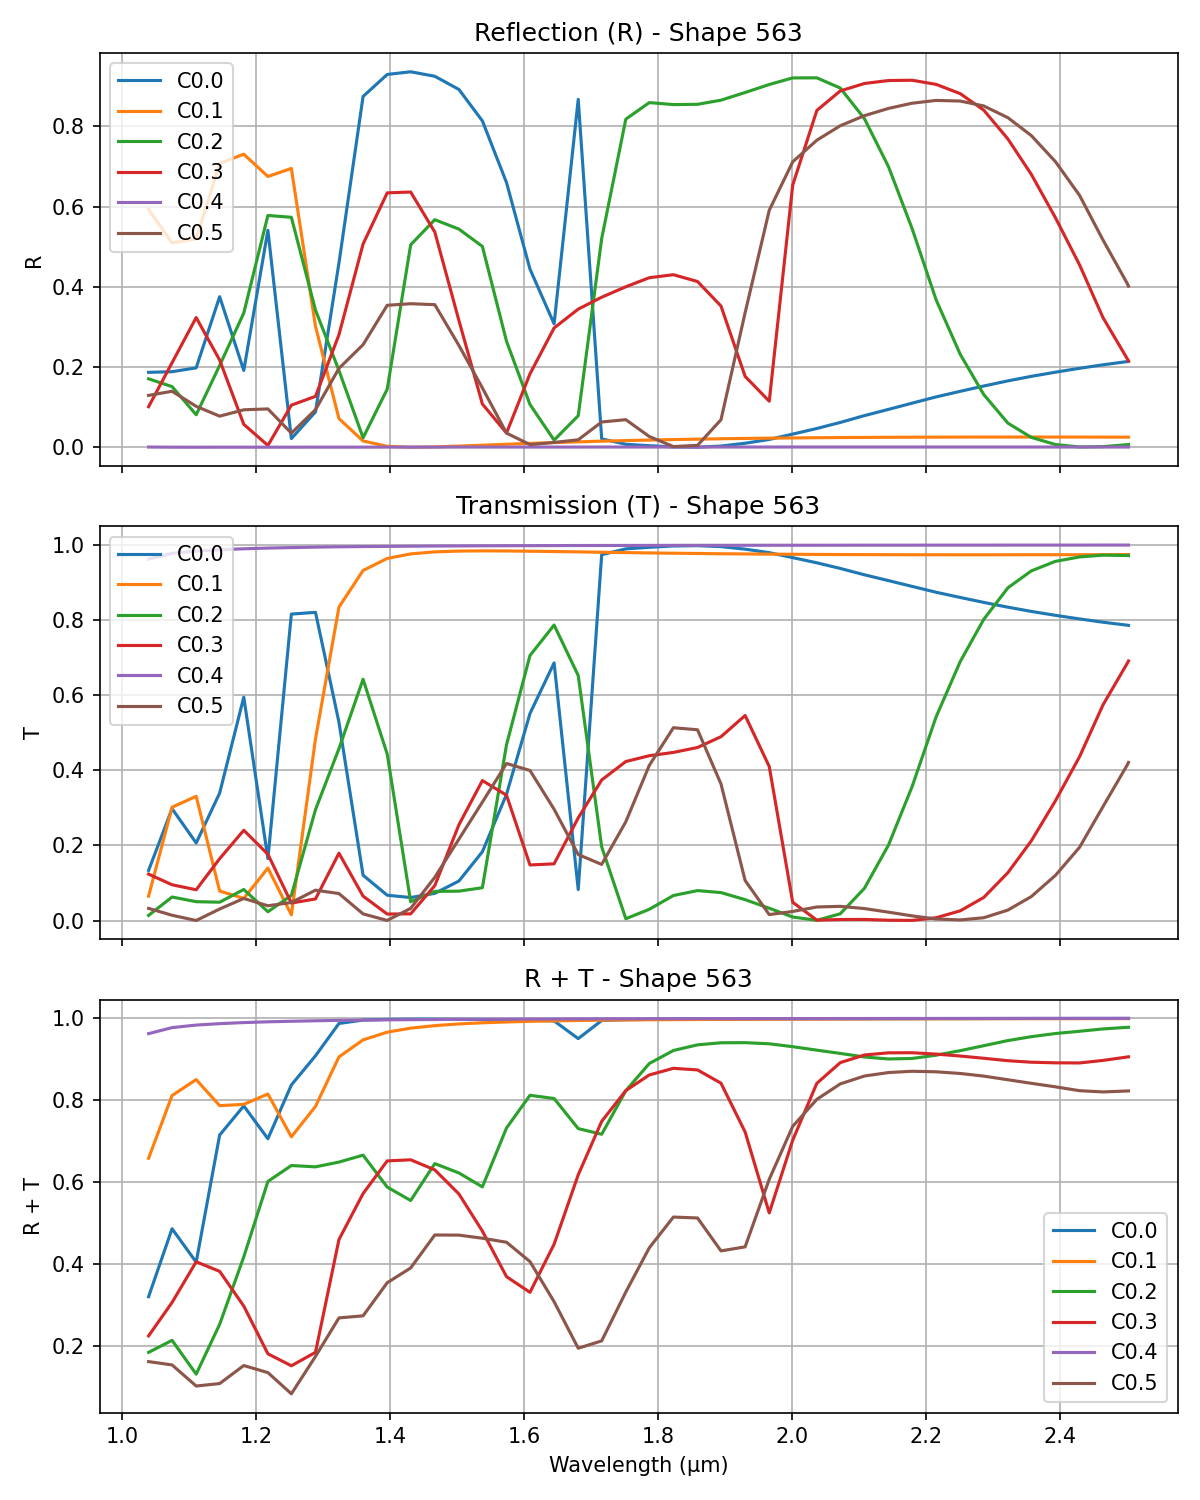 Reflection (R) - Shape 563
C0.0
C0.1
C0.2
C0.3
C0.4
C0.5
R
0.8
0.6
0.4
0.2
0.0
Transmission (T) - Shape 563
C0.0
C0.1
C0.2
C0.3
C0.4
C0.5
T
1.0
0.8
0.6
0.4
0.2
0.0
R + T - Shape 563
R + T
1.0
0.8
0.6
0.4
0.2
C0.0
C0.1
C0.2
C0.3
C0.4
C0.5
1.0 1.2 1.4 1.6 1.8 2.0 2.2 2.4
Wavelength (μm)